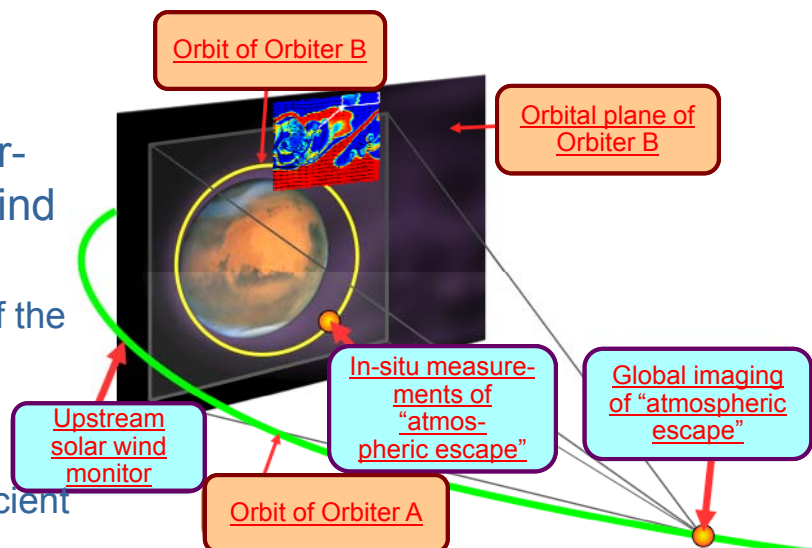 Orbit of Orbiter B
Orbital plane of
Orbiter B
r-
ind
f the
In-situ measure-
ments of
“atmos-
pheric escape”
Global imaging
of “atmospheric
escape”
Upstream
solar wind
monitor
cient
Orbit of Orbiter A